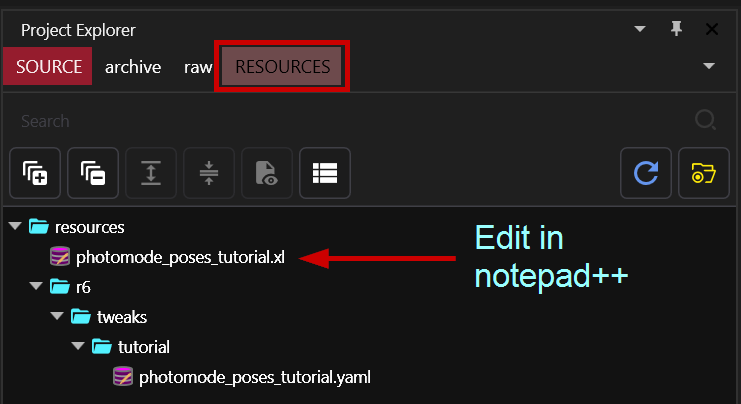 Project Explorer
SOURCE archive raw RESOURCES
Search
resources
photomode_poses_tutorial.xl
Edit in
notepad++
r6
tweaks
tutorial
photomode_poses_tutorial.yaml